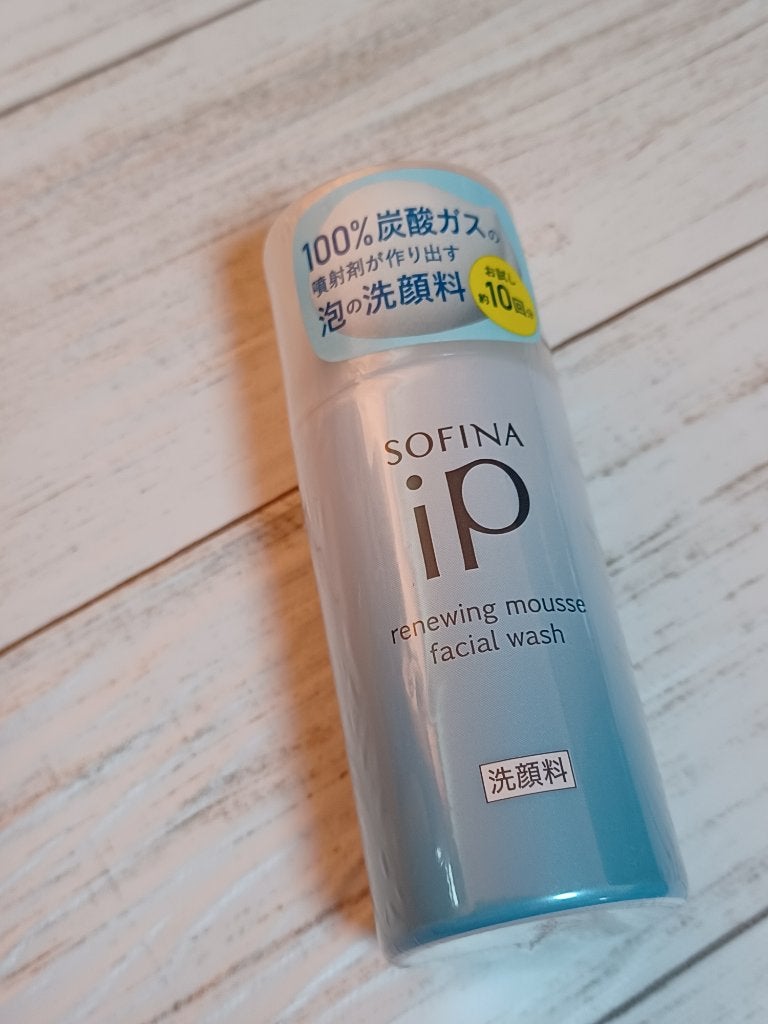 100%炭酸ガスの
噴射剤が作り出す
泡の洗顔料
お試し
約10回分
SOFINA
iP
renewing mousse
facial wash
洗顔料